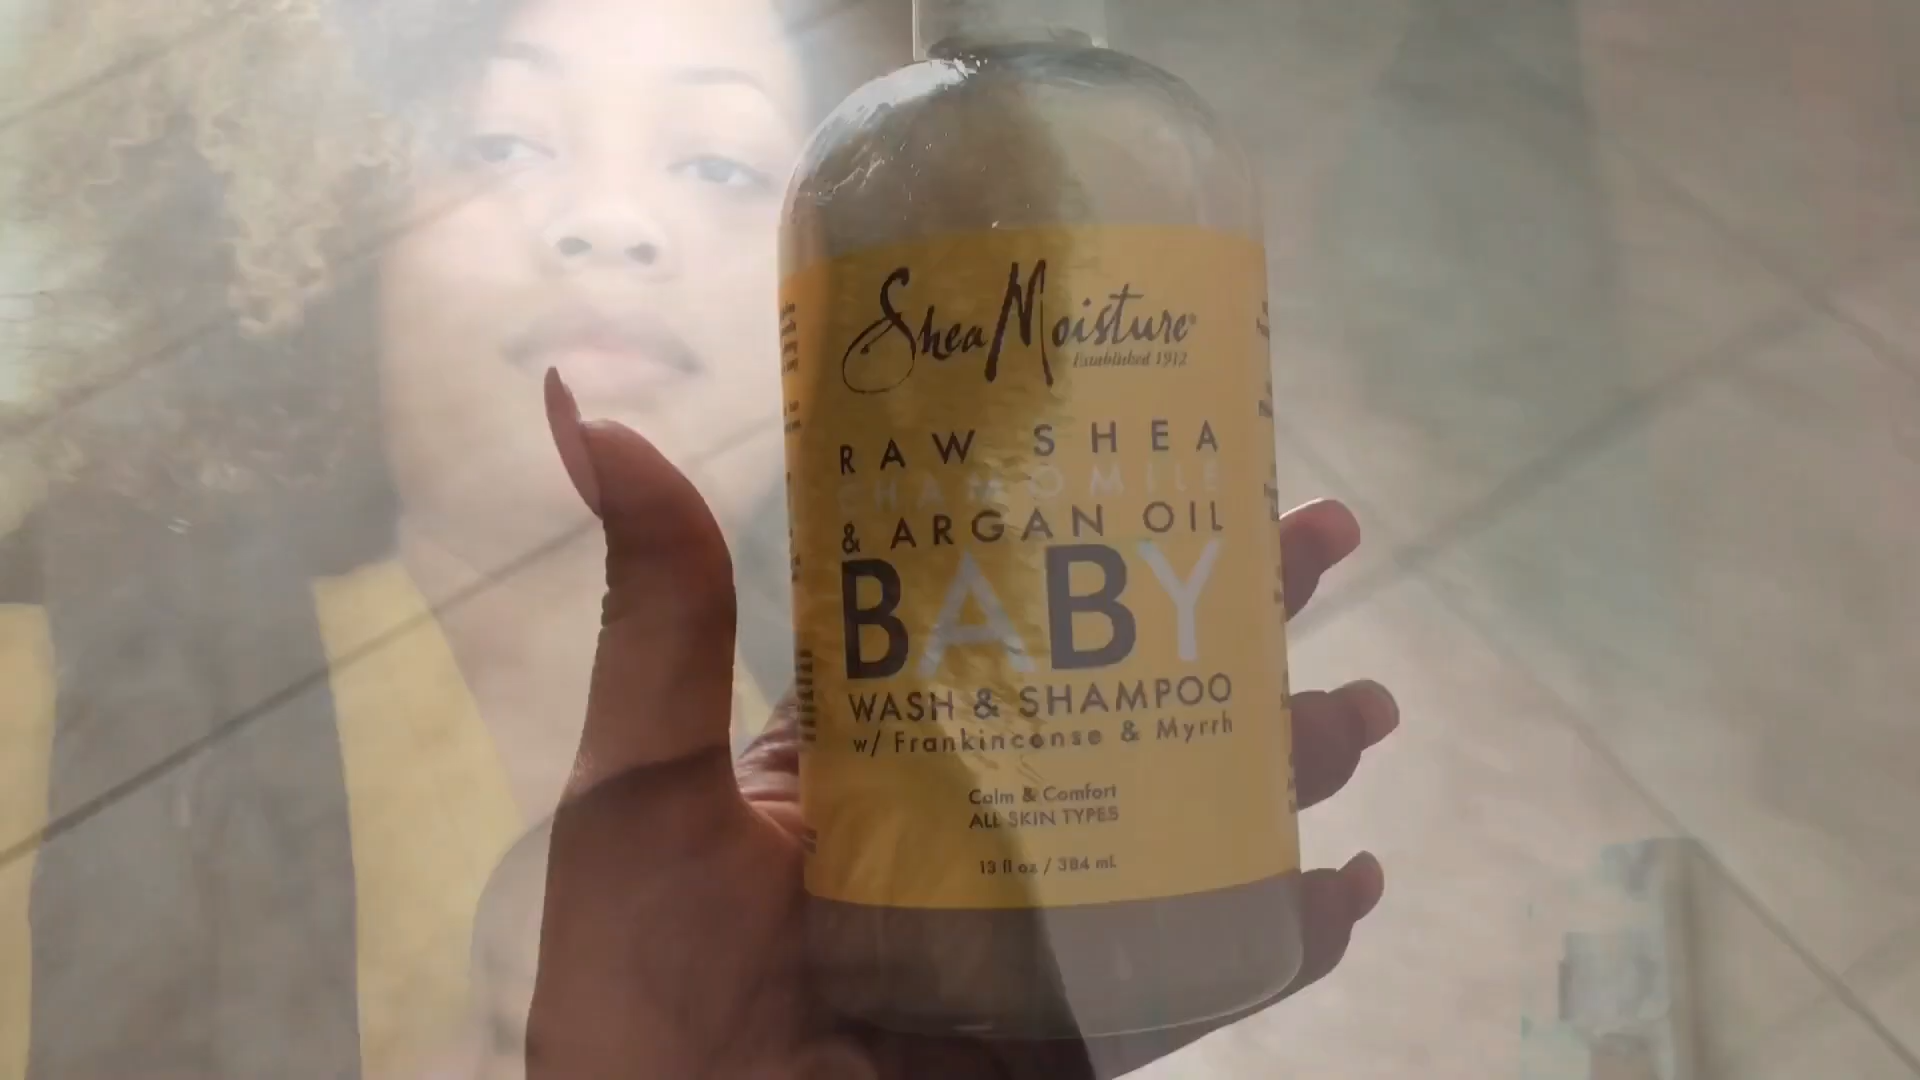 SheaMoisture®
Established 1912
RAW SHEA
CHAMOMILE
& ARGAN OIL
BABY
WASH & SHAMPOO
w/ Frankincense & Myrrh
Calm & Comfort
ALL SKIN TYPES
13 fl oz / 384 mL